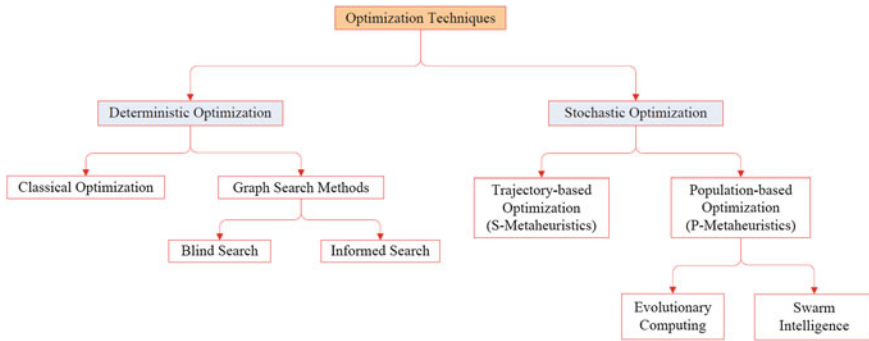 Optimization Techniques
Deterministic Optimization
Stochastic Optimization
Classical Optimization
Graph Search Methods
Trajectory-based
Optimization
(S-Metaheuristics)
Population-based
Optimization
(P-Metaheuristics)
Blind Search
Informed Search
Evolutionary
Computing
Swarm
Intelligence